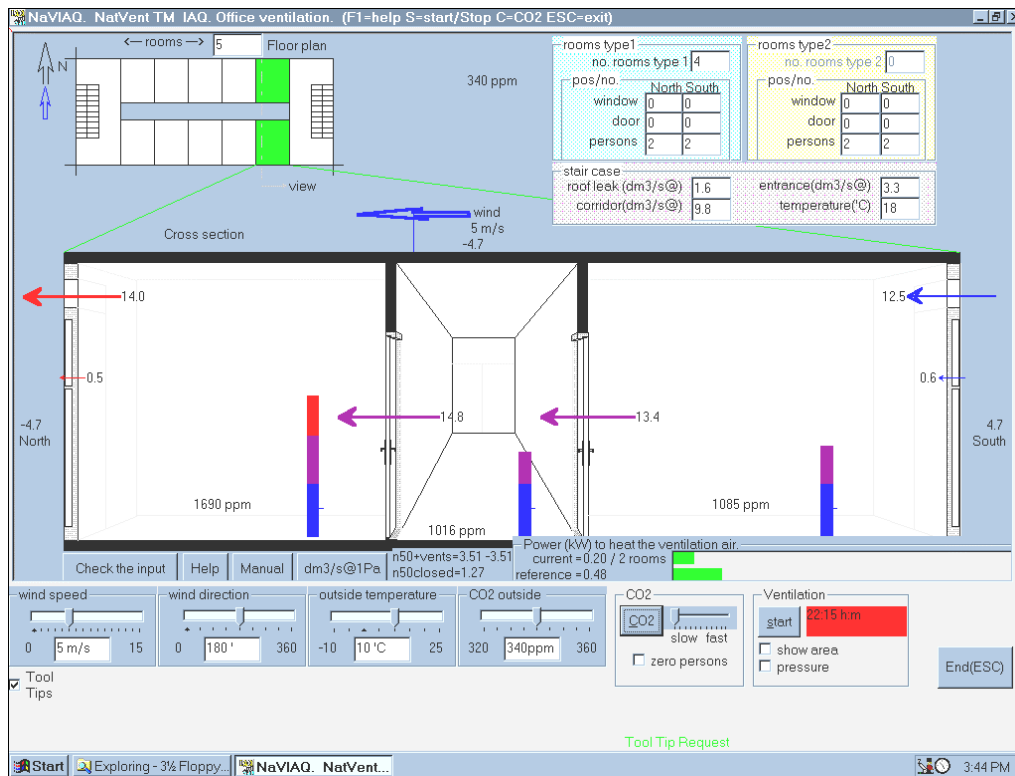 NaVIAQ. NatVent TM IAQ. Office ventilation. (F1=help S=start/Stop C=CO2 ESC=exit)
<-- rooms --> 5 Floor plan
N
340 ppm
view
rooms type1
no. rooms type 1 4
pos/no.
North South
window 0 0
door 0 0
persons 2 2
rooms type2
no. rooms type 2 0
pos/no.
North South
window 0 0
door 0 0
persons 2 2
stair case
roof leak (dm3/s@) 1.6 entrance(dm3/s@) 3.3
corridor(dm3/s@) 9.8 temperature('C) 18
wind
5 m/s
-4.7
Cross section
14.0
12.5
0.5
0.6
14.8
13.4
-4.7
North
4.7
South
1690 ppm
1016 ppm
1085 ppm
Check the input Help Manual dm3/s@1Pa
n50+vents=3.51 -3.51
n50closed=1.27
Power (kW) to heat the ventilation air.
current =0.20 / 2 rooms
reference =0.48
wind speed
0 5 m/s 15
wind direction
0 180 ' 360
outside temperature
-10 10 'C 25
CO2 outside
320 340ppm 360
CO2
CO2
slow fast
zero persons
Ventilation
start 22:15 h:m
show area
pressure
End(ESC)
Tool
Tips
Tool Tip Request
Start Exploring - 3½ Floppy... NaVIAQ. NatVent... 3:44 PM